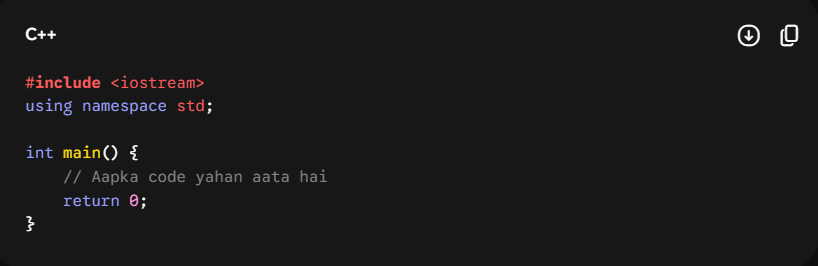 C++
#include <iostream>
using namespace std;
int main() {
    // Aapka code yahan aata hai
    return 0;
}